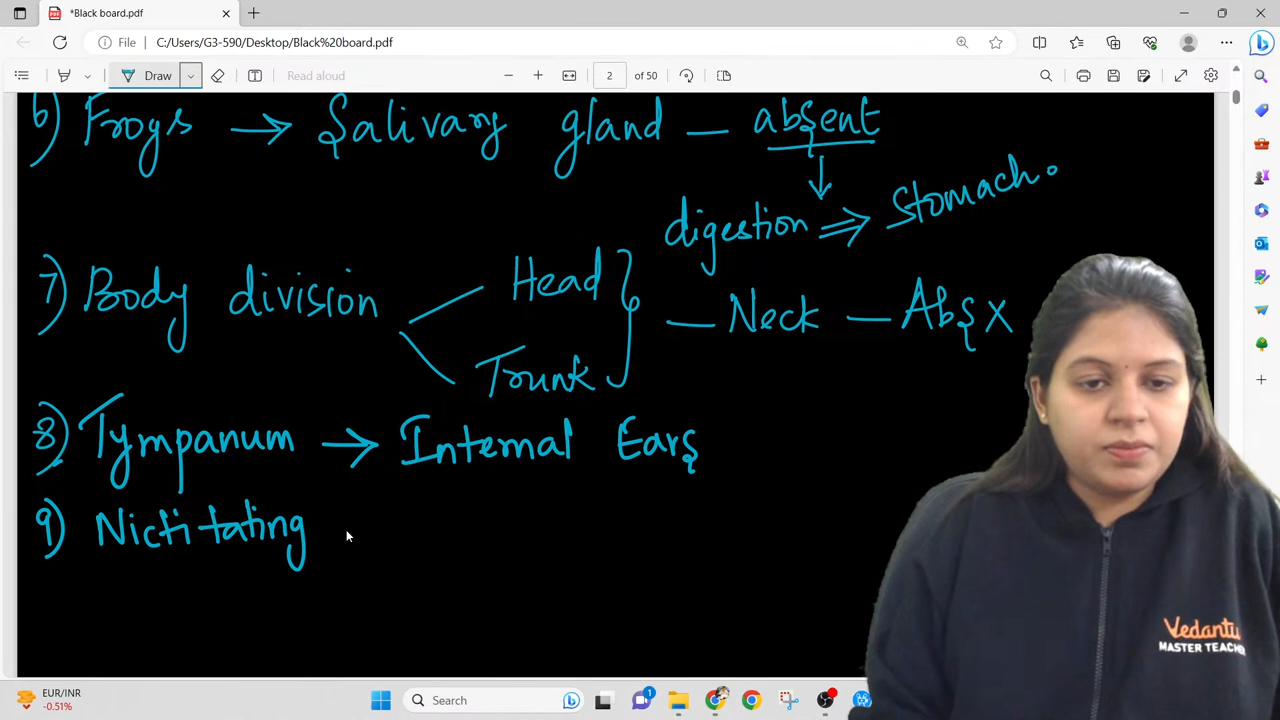 *Black board.pdf
File C:/Users/G3-590/Desktop/Black%20board.pdf
Draw Read aloud 2 of 50
6) Frogs → Salivary gland — absent
↓
digestion ⇒ Stomach.
7) Body division Head
Trunk
— Neck — Abs X
8) Tympanum → Internal Ears
9) Nictitating
Vedantu
MASTER TEACHER
EUR/INR
-0.51%
Search
1